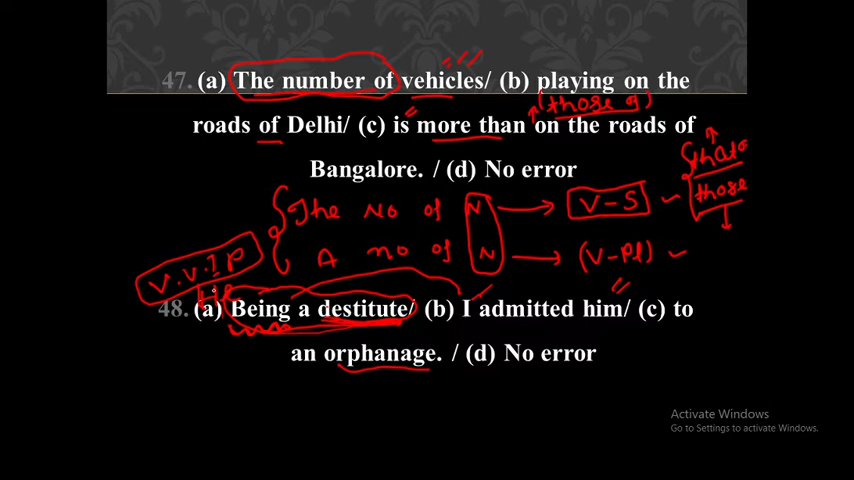 47. (a) The number of vehicles/ (b) playing on the
(those of)
roads of Delhi/ (c) is more than on the roads of
Bangalore. / (d) No error
that of
those
The No of N → V-S
A no of N → (V-Pl)
V.V.I.P
He
48. (a) Being a destitute/ (b) I admitted him/ (c) to
an orphanage. / (d) No error
Activate Windows
Go to Settings to activate Windows.